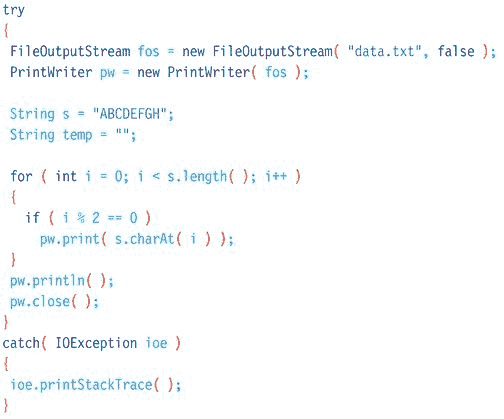 try
{
 FileOutputStream fos = new FileOutputStream( "data.txt", false );
 PrintWriter pw = new PrintWriter( fos );

 String s = "ABCDEFGH";
 String temp = "";

 for ( int i = 0; i < s.length( ); i++ )
 {
   if ( i % 2 == 0 )
     pw.print( s.charAt( i ) );
 }
 pw.println( );
 pw.close( );
}
catch( IOException ioe )
{
 ioe.printStackTrace( );
}